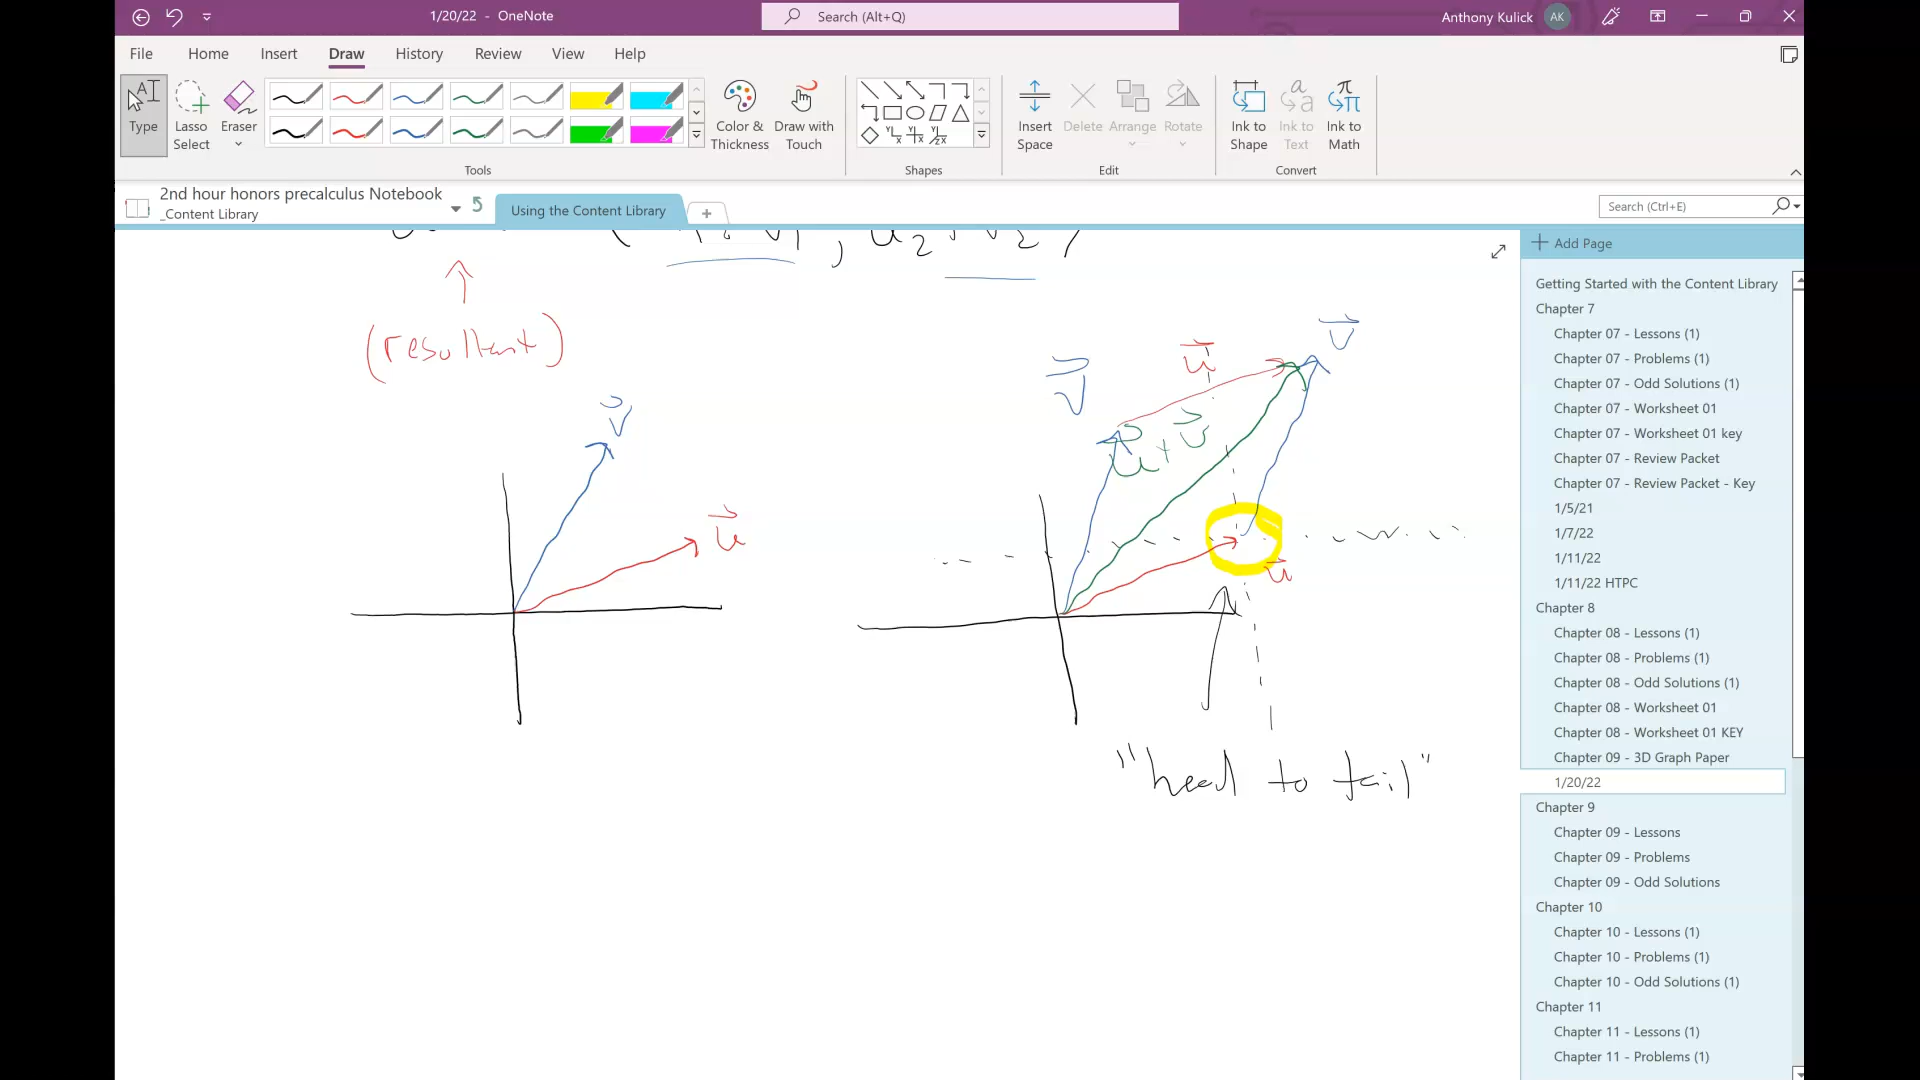 1/20/22 - OneNote
Search (Alt+Q)
Anthony Kulick AK
File Home Insert Draw History Review View Help
Type
Lasso Select
Eraser
Color & Thickness
Draw with Touch
Insert Space
Delete
Arrange
Rotate
Ink to Shape
Ink to Text
Ink to Math
Tools Shapes Edit Convert
2nd hour honors precalculus Notebook
_Content Library
Using the Content Library
Search (Ctrl+E)
Add Page
Getting Started with the Content Library
Chapter 7
Chapter 07 - Lessons (1)
Chapter 07 - Problems (1)
Chapter 07 - Odd Solutions (1)
Chapter 07 - Worksheet 01
Chapter 07 - Worksheet 01 key
Chapter 07 - Review Packet
Chapter 07 - Review Packet - Key
1/5/21
1/7/22
1/11/22
1/11/22 HTPC
Chapter 8
Chapter 08 - Lessons (1)
Chapter 08 - Problems (1)
Chapter 08 - Odd Solutions (1)
Chapter 08 - Worksheet 01
Chapter 08 - Worksheet 01 KEY
Chapter 09 - 3D Graph Paper
1/20/22
Chapter 9
Chapter 09 - Lessons
Chapter 09 - Problems
Chapter 09 - Odd Solutions
Chapter 10
Chapter 10 - Lessons (1)
Chapter 10 - Problems (1)
Chapter 10 - Odd Solutions (1)
Chapter 11
Chapter 11 - Lessons (1)
Chapter 11 - Problems (1)
(resultant)
v⃗
u⃗
v⃗
u⃗
v⃗
u⃗ + v⃗
u⃗
"head to tail"